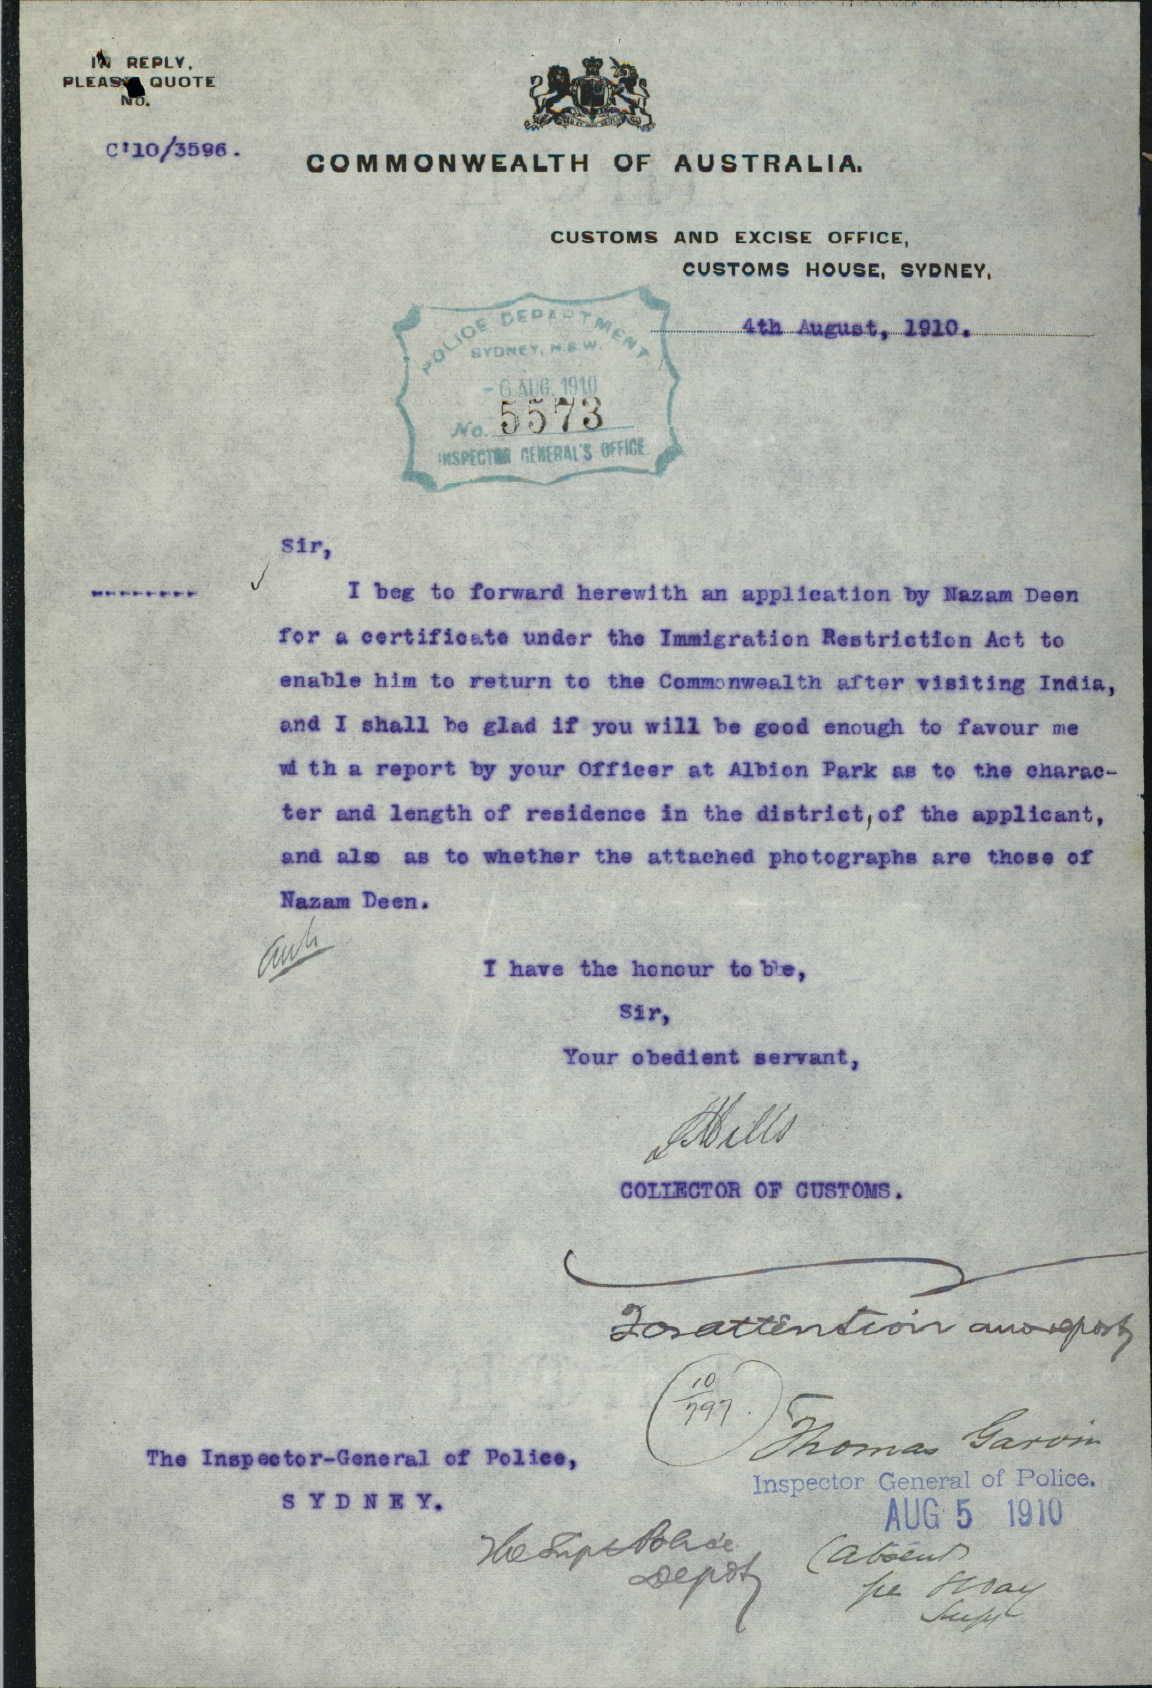 IN REPLY,
PLEASE QUOTE
No.
C'10/3596.
COMMONWEALTH OF AUSTRALIA.
CUSTOMS AND EXCISE OFFICE,
CUSTOMS HOUSE, SYDNEY,
4th August, 1910.
POLICE DEPARTMENT
SYDNEY, N.S.W.
- 6 AUG. 1910
No. 5573
INSPECTOR GENERAL'S OFFICE
Sir,
I beg to forward herewith an application by Nazam Deen
for a certificate under the Immigration Restriction Act to
enable him to return to the Commonwealth after visiting India,
and I shall be glad if you will be good enough to favour me
with a report by your Officer at Albion Park as to the charac-
ter and length of residence in the district, of the applicant,
and also as to whether the attached photographs are those of
Nazam Deen.
I have the honour to be,
Sir,
Your obedient servant,
COLLECTOR OF CUSTOMS.
For attention and report
10
797
Thomas Garvin
Inspector General of Police.
AUG 5 1910
The Inspector-General of Police,
SYDNEY.
The Supt Police
Depot
(absent)
per
Supt